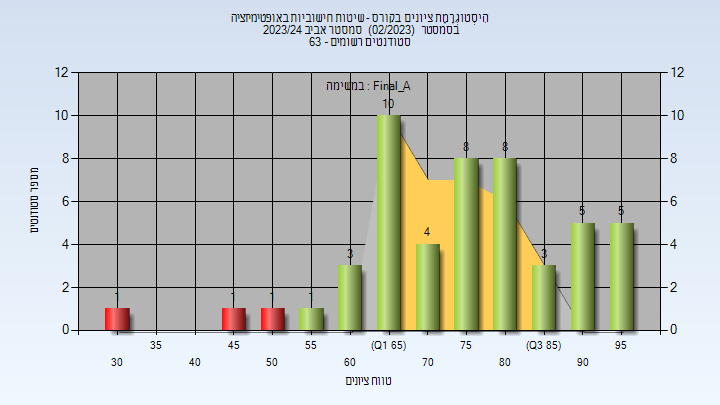 היסטוגרמת ציונים בקורס - שיטות חישוביות באופטימיזציה
בסמסטר (02/2023) סמסטר אביב 2023/24
סטודנטים רשומים - 63
במשימה : Final_A
12 12
10 10
8 8
6 6
4 4
2 2
0 0
מספר סטודנטים
1 1 1 1 3 10 4 8 8 3 5 5
35 45 55 (Q1 65) 75 (Q3 85) 95
30 40 50 60 70 80 90
טווח ציונים